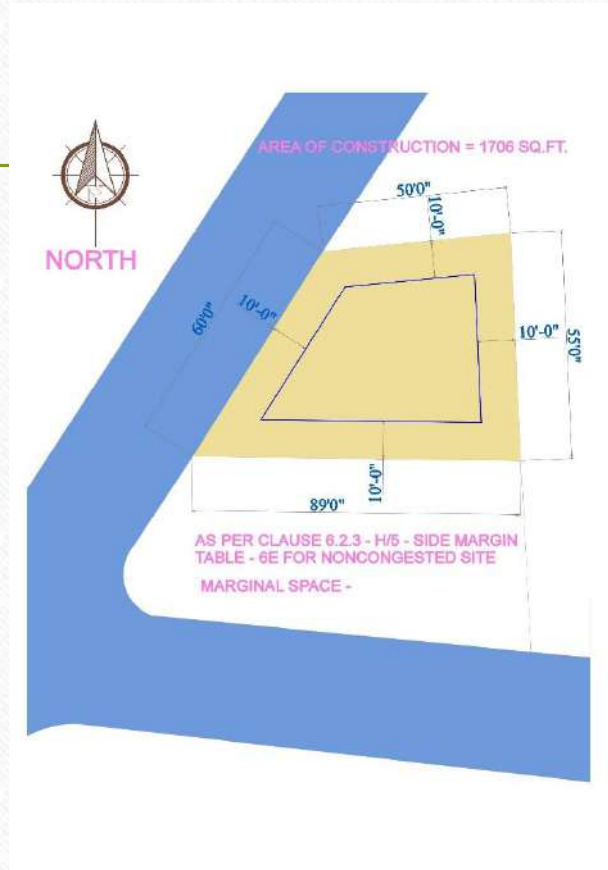 AREA OF CONSTRUCTION = 1706 SQ.FT.
50'0"
10'-0"
NORTH
60'0"
10'-0"
10'-0"
55'0"
89'0"
10'-0"
AS PER CLAUSE 6.2.3 - H/5 - SIDE MARGIN
TABLE - 6E FOR NONCONGESTED SITE
MARGINAL SPACE -